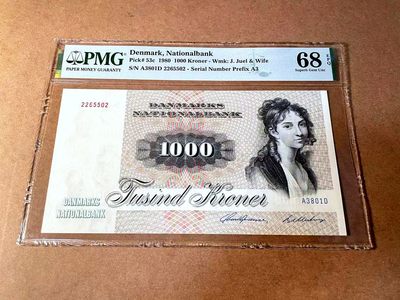 PMG
PAPER MONEY GUARANTY
Denmark, Nationalbank
Pick# 53c 1980 1000 Kroner - Wmk: J. Juel & Wife
S/N A3801D 2265502 - Serial Number Prefix A3
68 EPQ
Superb Gem Unc
DANMARKS
NATIONALBANK
2265502
1000
Tusind Kroner
DANMARKS
NATIONALBANK
A3801D